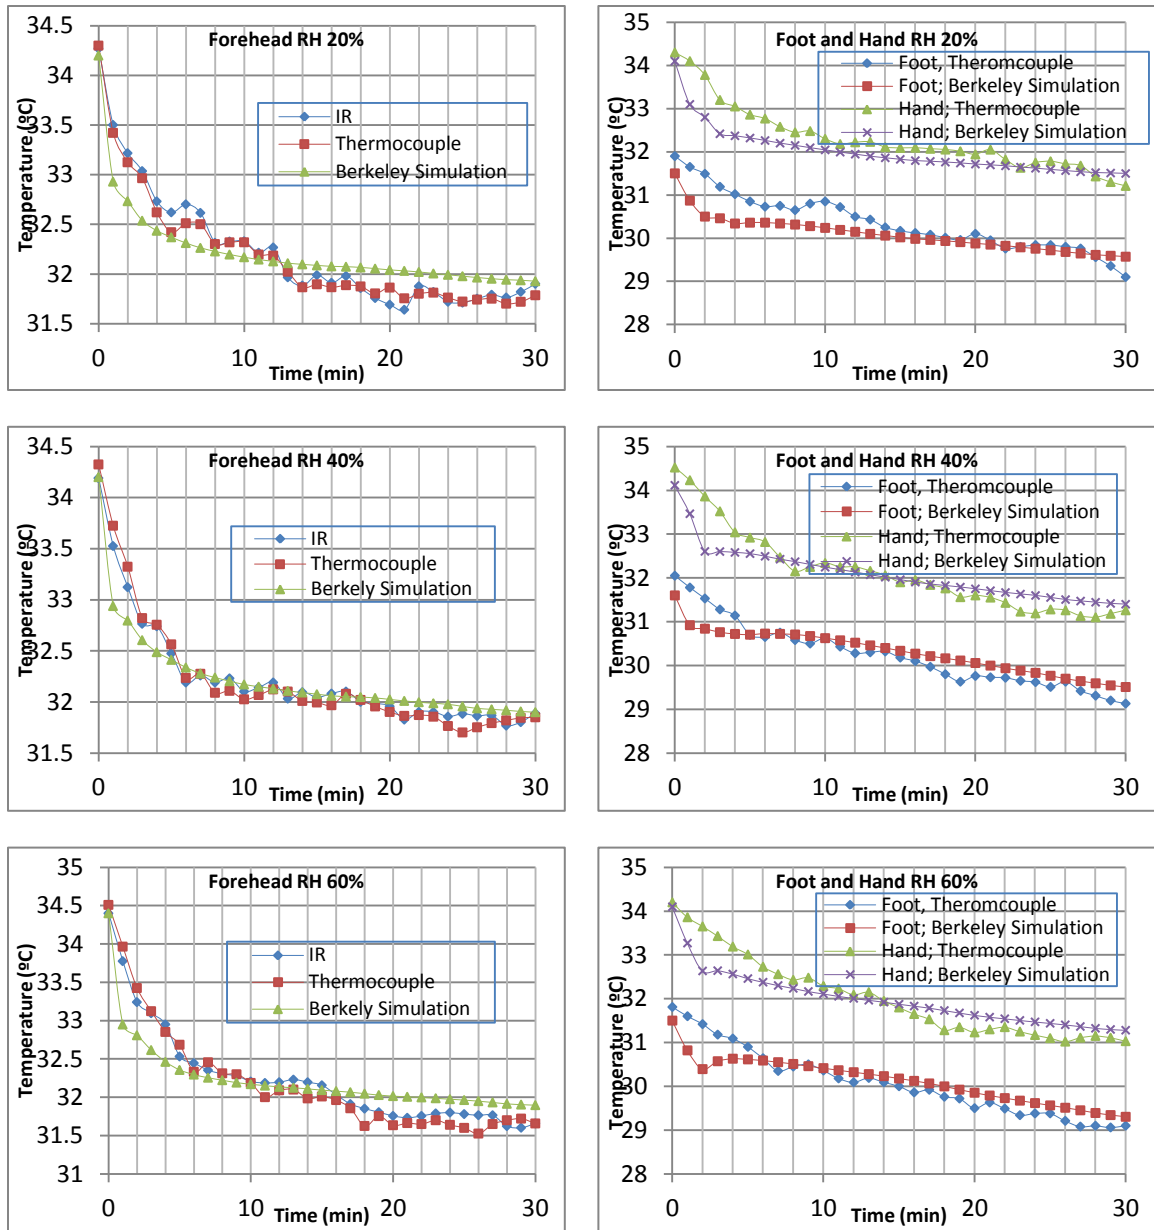 Forehead RH 20%
34.5
34
33.5
33
32.5
32
31.5
Temperature (ºC)
IR
Thermocouple
Berkeley Simulation
0 10 20 30
Time (min)
Foot and Hand RH 20%
35
34
33
32
31
30
29
28
Temperature (ºC)
Foot, Theromcouple
Foot; Berkeley Simulation
Hand; Thermocouple
Hand; Berkeley Simulation
0 10 20 30
Time (min)
Forehead RH 40%
34.5
34
33.5
33
32.5
32
31.5
Temperature (ºC)
IR
Thermocouple
Berkely Simulation
0 10 20 30
Time (min)
Foot and Hand RH 40%
35
34
33
32
31
30
29
28
Temperature (ºC)
Foot, Theromcouple
Foot; Berkeley Simulation
Hand; Thermocouple
Hand; Berkeley Simulation
0 10 20 30
Time (min)
Forehead RH 60%
35
34.5
34
33.5
33
32.5
32
31.5
31
Temperature (ºC)
IR
Thermocouple
Berkely Simulation
0 10 20 30
Time (min)
Foot and Hand RH 60%
35
34
33
32
31
30
29
28
Temperature (ºC)
Foot, Theromcouple
Foot; Berkeley Simulation
Hand; Thermocouple
Hand; Berkeley Simulation
0 10 20 30
Time (min)